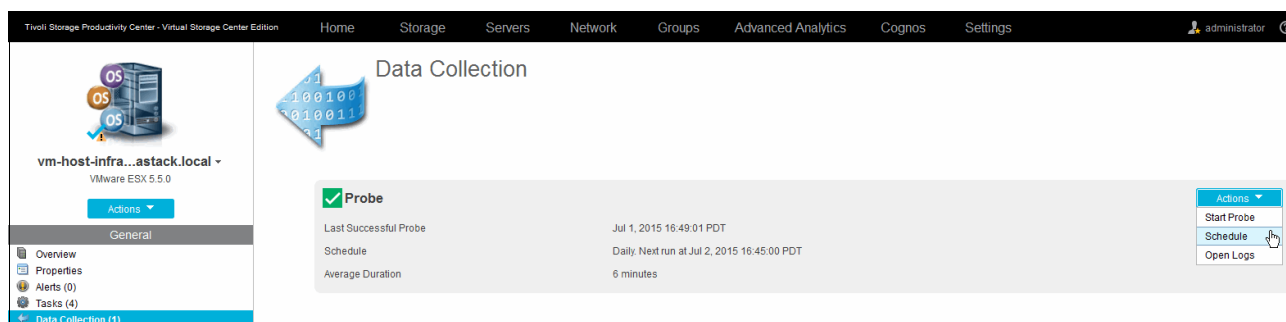 Tivoli Storage Productivity Center - Virtual Storage Center Edition Home Storage Servers Network Groups Advanced Analytics Cognos Settings administrator
Data Collection
OS
OS
OS
vm-host-infra...astack.local
VMware ESX 5.5.0
Actions
General
Overview
Properties
Alerts (0)
Tasks (4)
Data Collection (1)
Probe
Last Successful Probe Jul 1, 2015 16:49:01 PDT
Schedule Daily. Next run at Jul 2, 2015 16:45:00 PDT
Average Duration 6 minutes
Actions
Start Probe
Schedule
Open Logs